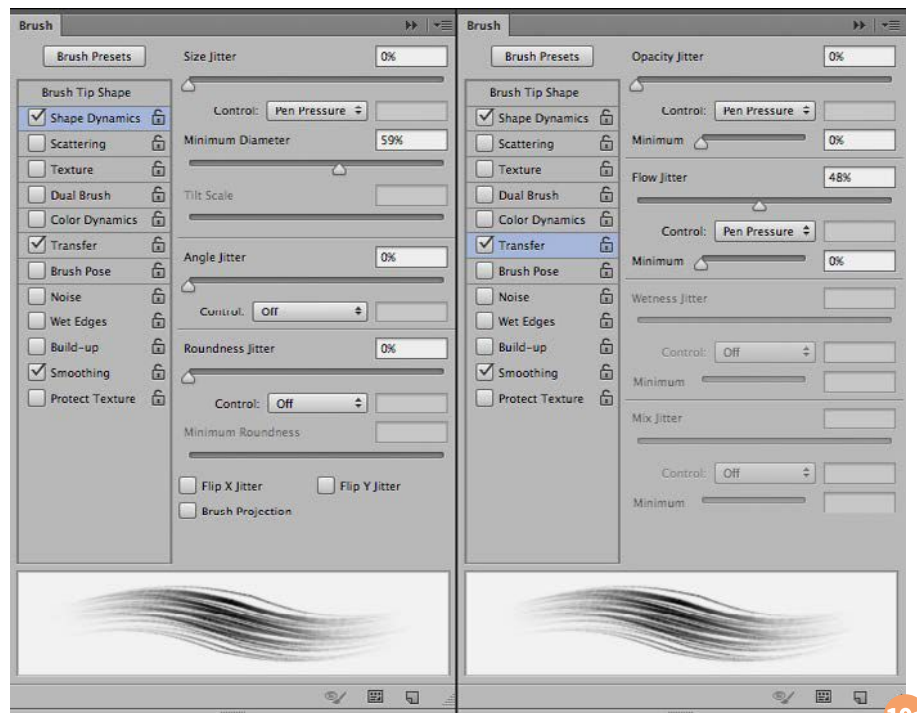 Brush
Brush Presets
Brush Tip Shape
Shape Dynamics
Scattering
Texture
Dual Brush
Color Dynamics
Transfer
Brush Pose
Noise
Wet Edges
Build-up
Smoothing
Protect Texture
Size Jitter 0%
Control: Pen Pressure
Minimum Diameter 59%
Tilt Scale
Angle Jitter 0%
Control: Off
Roundness Jitter 0%
Control: Off
Minimum Roundness
Flip X Jitter Flip Y Jitter
Brush Projection
Brush
Brush Presets
Brush Tip Shape
Shape Dynamics
Scattering
Texture
Dual Brush
Color Dynamics
Transfer
Brush Pose
Noise
Wet Edges
Build-up
Smoothing
Protect Texture
Opacity Jitter 0%
Control: Pen Pressure
Minimum 0%
Flow Jitter 48%
Control: Pen Pressure
Minimum 0%
Wetness Jitter
Control: Off
Minimum
Mix Jitter
Control: Off
Minimum